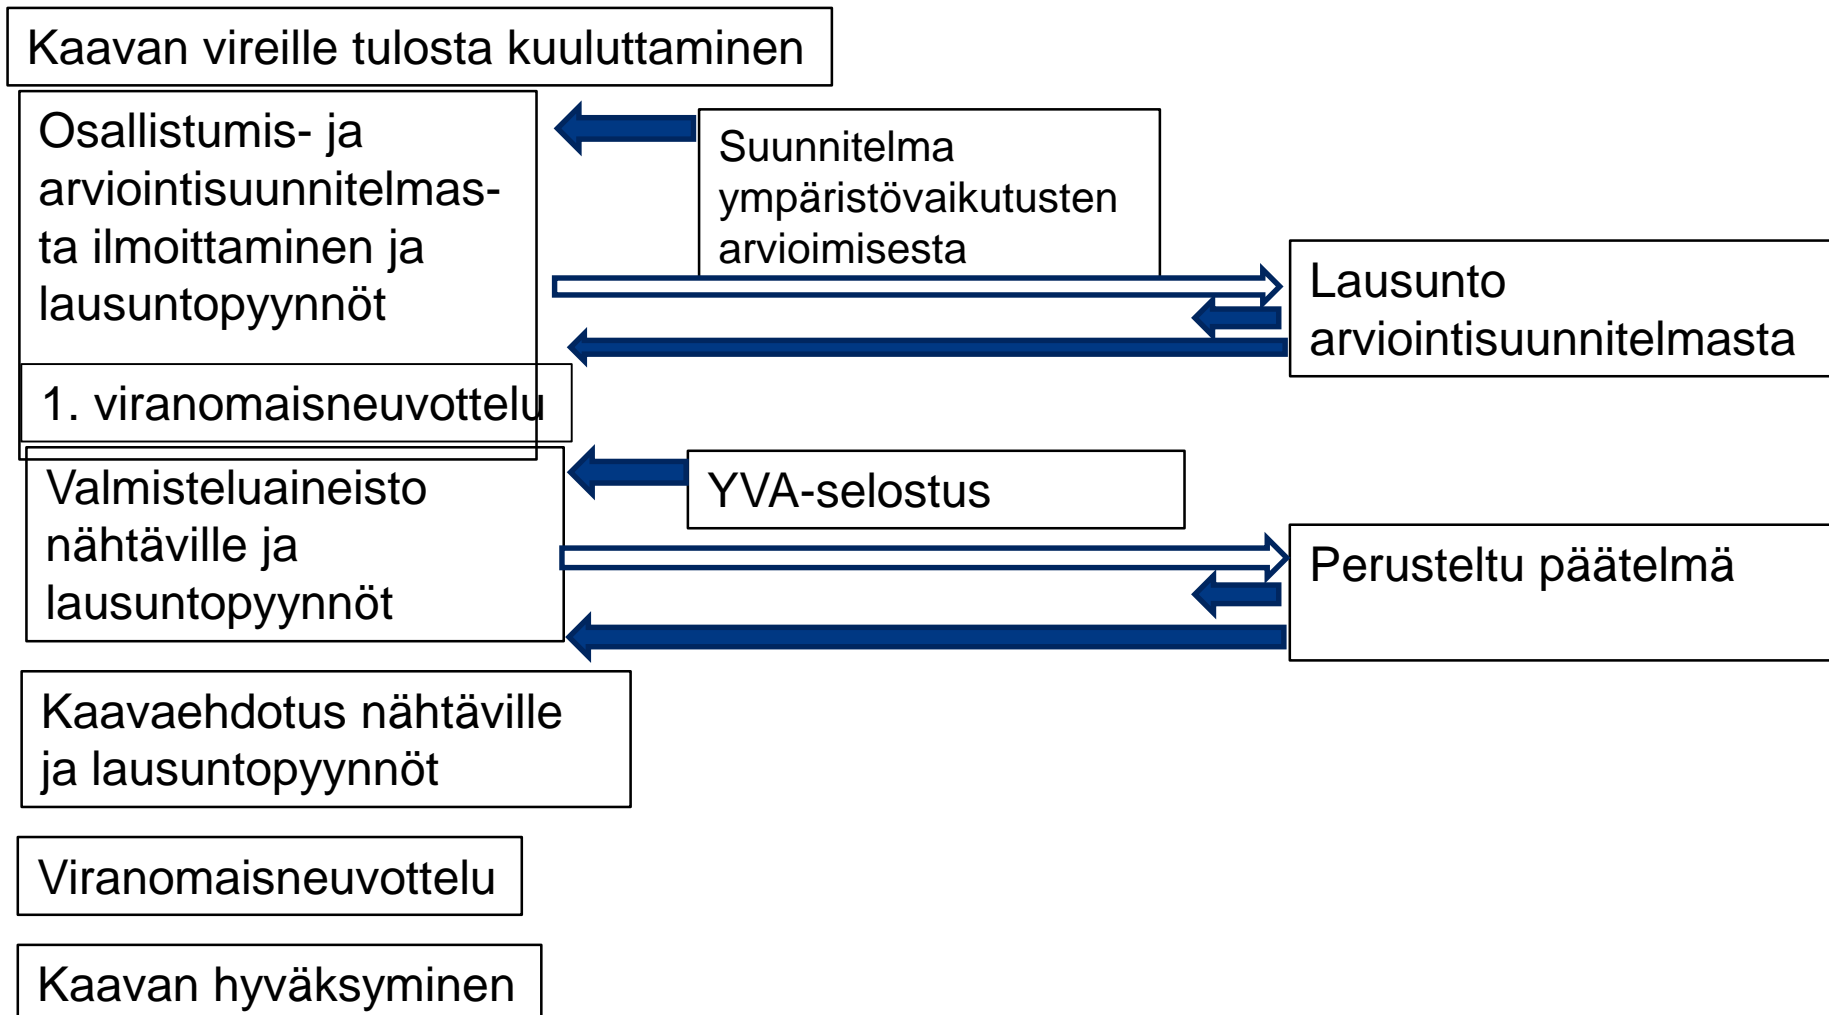 Kaavan vireille tulosta kuuluttaminen
Osallistumis- ja
arviointisuunnitelmas-
ta ilmoittaminen ja
lausuntopyynnöt
Suunnitelma
ympäristövaikutusten
arvioimisesta
Lausunto
arviointisuunnitelmasta
1. viranomaisneuvottelu
Valmisteluaineisto
nähtäville ja
lausuntopyynnöt
YVA-selostus
Perusteltu päätelmä
Kaavaehdotus nähtäville
ja lausuntopyynnöt
Viranomaisneuvottelu
Kaavan hyväksyminen